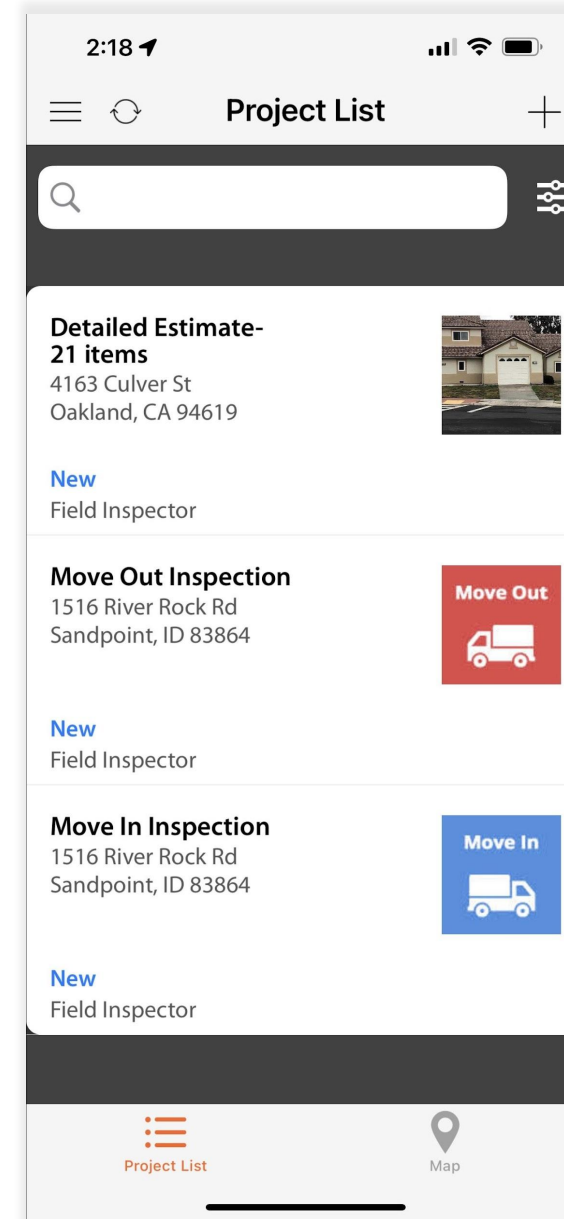 2:18
Project List
Detailed Estimate-
21 items
4163 Culver St
Oakland, CA 94619
New
Field Inspector
Move Out Inspection
1516 River Rock Rd
Sandpoint, ID 83864
Move Out
New
Field Inspector
Move In Inspection
1516 River Rock Rd
Sandpoint, ID 83864
Move In
New
Field Inspector
Project List
Map